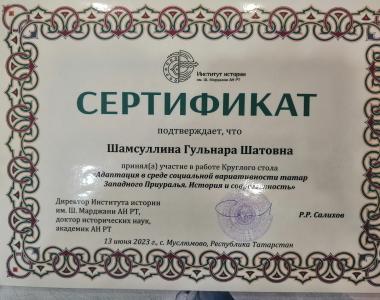 Институт истории
им. Ш. Марджани АН РТ
СЕРТИФИКАТ
подтверждает, что
Шамсуллина Гульнара Шатовна
принял(а) участие в работе Круглого стола
«Адаптация в среде социальной вариативности татар
Западного Приуралья. История и современность»
Директор Института истории
им. Ш. Марджани АН РТ,
доктор исторических наук,
академик АН РТ
Р.Р. Салихов
13 июня 2023 г., с. Муслюмово, Республика Татарстан